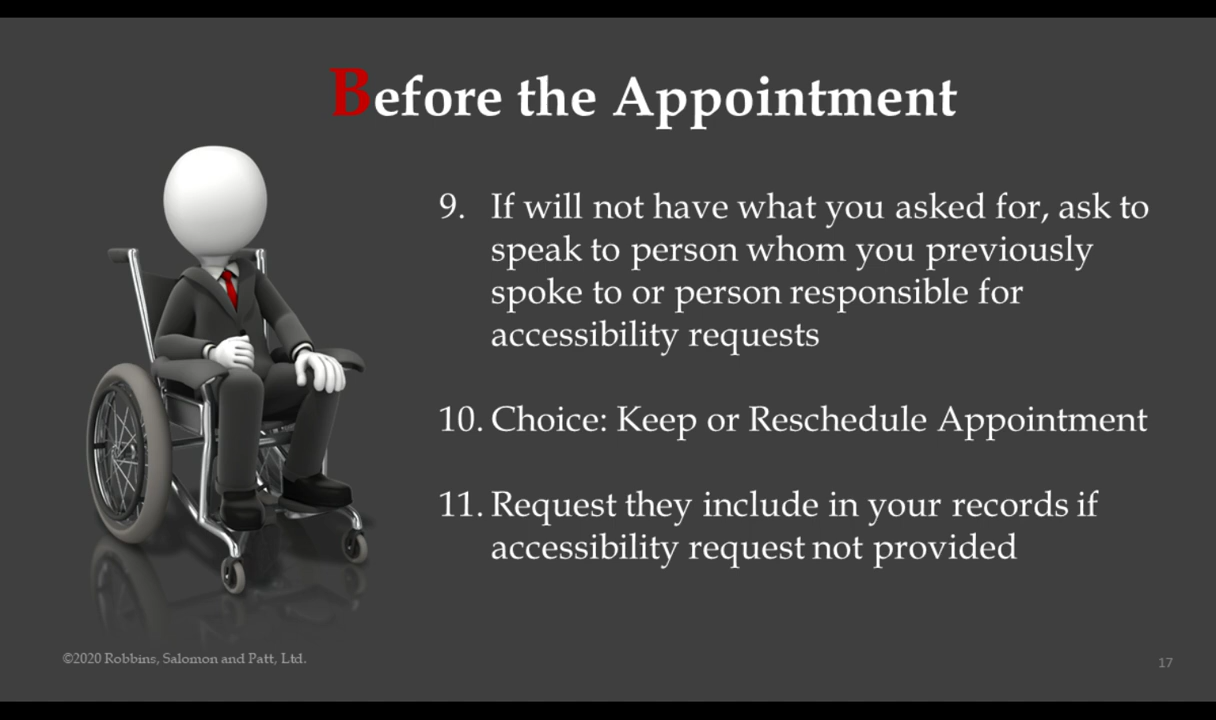 Before the Appointment
9. If will not have what you asked for, ask to
speak to person whom you previously
spoke to or person responsible for
accessibility requests
10. Choice: Keep or Reschedule Appointment
11. Request they include in your records if
accessibility request not provided
©2020 Robbins, Salomon and Patt, Ltd.
17